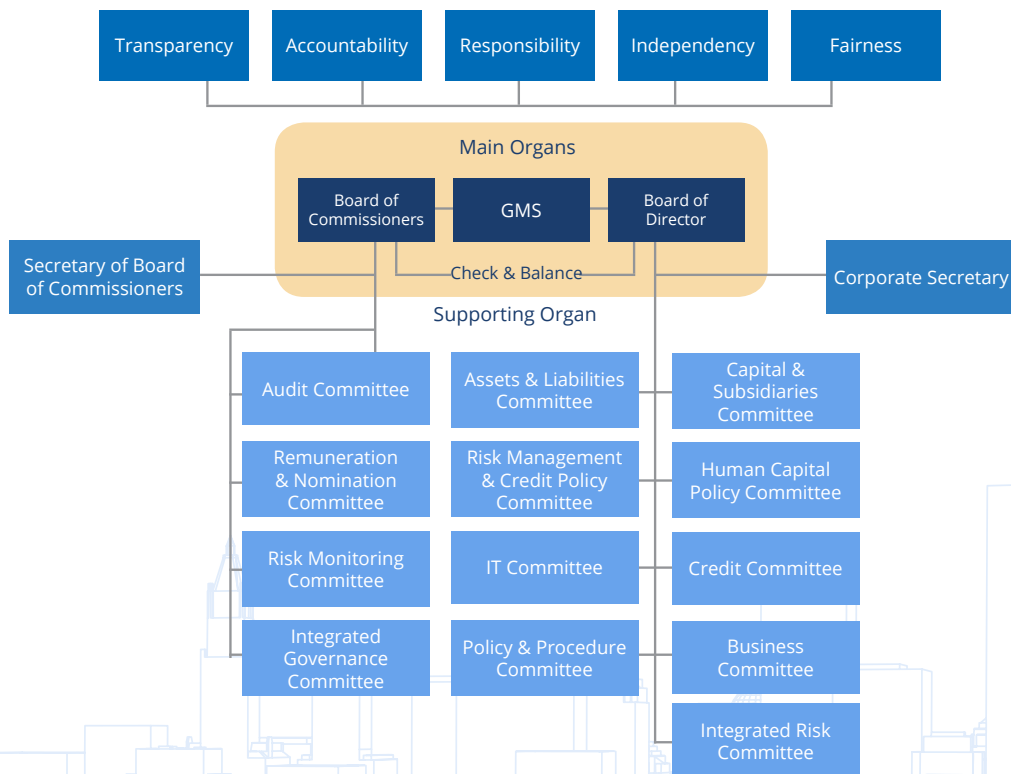 Transparency
Accountability
Responsibility
Independency
Fairness
Main Organs
Board of
Commissioners
GMS
Board of
Director
Secretary of Board
of Commissioners
Check & Balance
Corporate Secretary
Supporting Organ
Audit Committee
Assets & Liabilities
Committee
Capital &
Subsidiaries
Committee
Remuneration
& Nomination
Committee
Risk Management
& Credit Policy
Committee
Human Capital
Policy Committee
Risk Monitoring
Committee
IT Committee
Credit Committee
Integrated
Governance
Committee
Policy & Procedure
Committee
Business
Committee
Integrated Risk
Committee